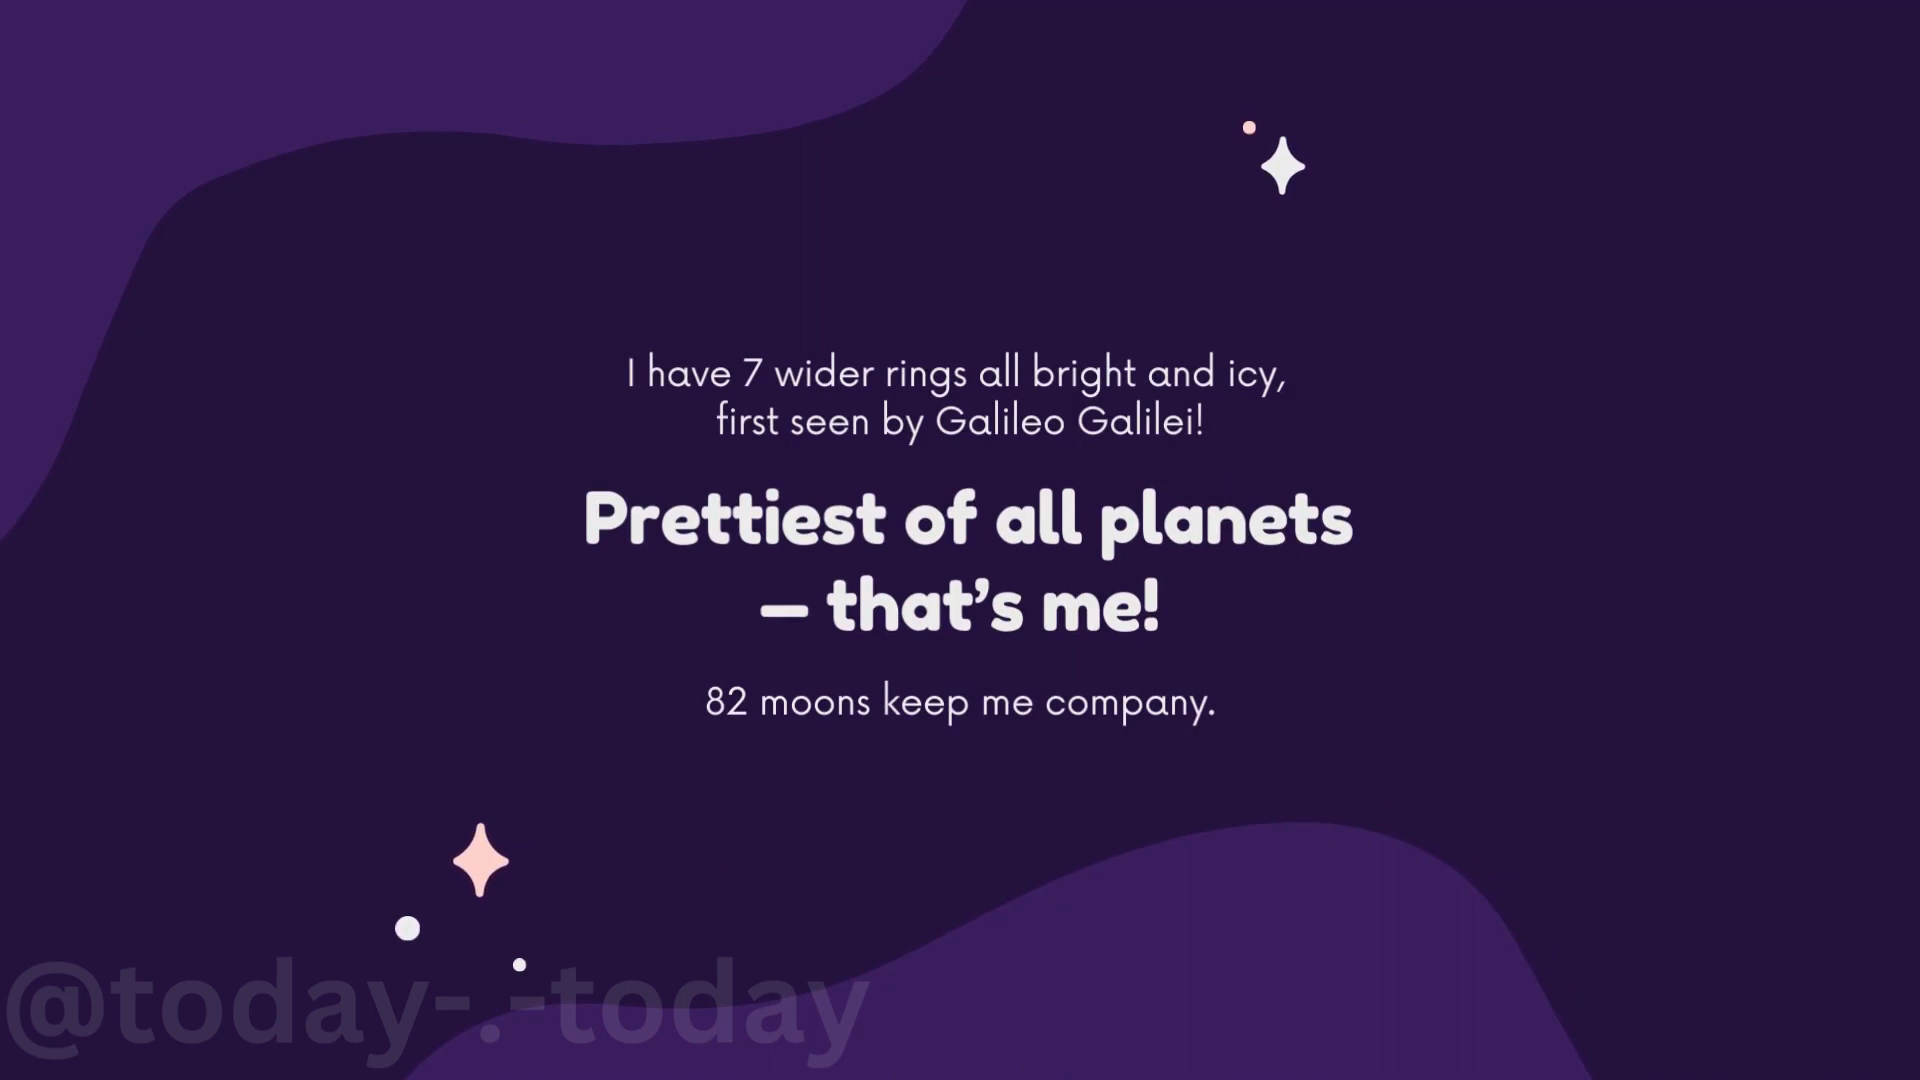 I have 7 wider rings all bright and icy,
first seen by Galileo Galilei!
Prettiest of all planets
– that’s me!
82 moons keep me company.
@today-.-today